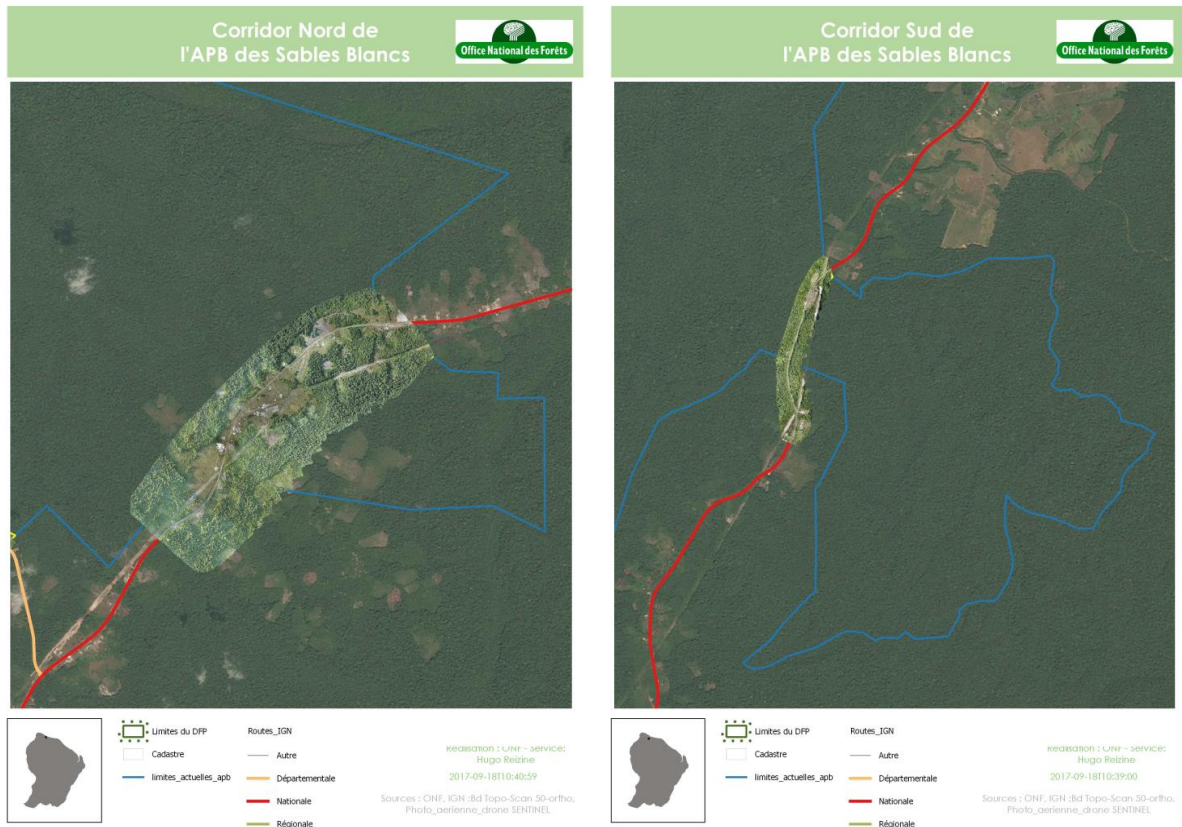 Corridor Nord de
l'APB des Sables Blancs
Office National des Forêts
Limites du DFP
Cadastre
limites_actuelles_apb
Routes_IGN
Autre
Départementale
Nationale
Régionale
Réalisation : ONF - Service:
Hugo Reizine
2017-09-18T10:40:59
Sources : ONF, IGN :Bd Topo-Scan 50-ortho,
Photo_aerienne_drone SENTINEL
Corridor Sud de
l'APB des Sables Blancs
Office National des Forêts
Limites du DFP
Cadastre
limites_actuelles_apb
Routes_IGN
Autre
Départementale
Nationale
Régionale
Réalisation : ONF - Service:
Hugo Reizine
2017-09-18T10:39:00
Sources : ONF, IGN :Bd Topo-Scan 50-ortho,
Photo_aerienne_drone SENTINEL